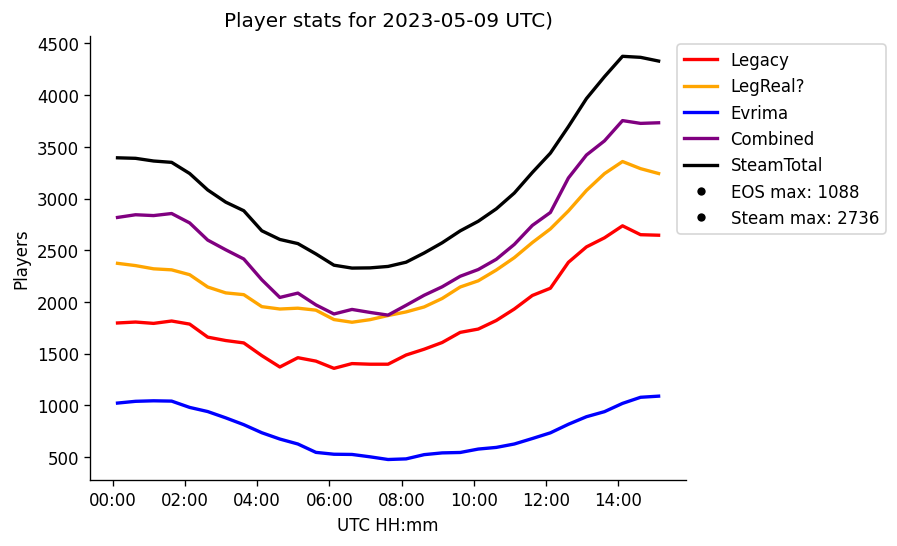 Player stats for 2023-05-09 UTC)
4500
4000
3500
3000
2500
2000
1500
1000
500
Players
00:00 02:00 04:00 06:00 08:00 10:00 12:00 14:00
UTC HH:mm
Legacy
LegReal?
Evrima
Combined
SteamTotal
EOS max: 1088
Steam max: 2736